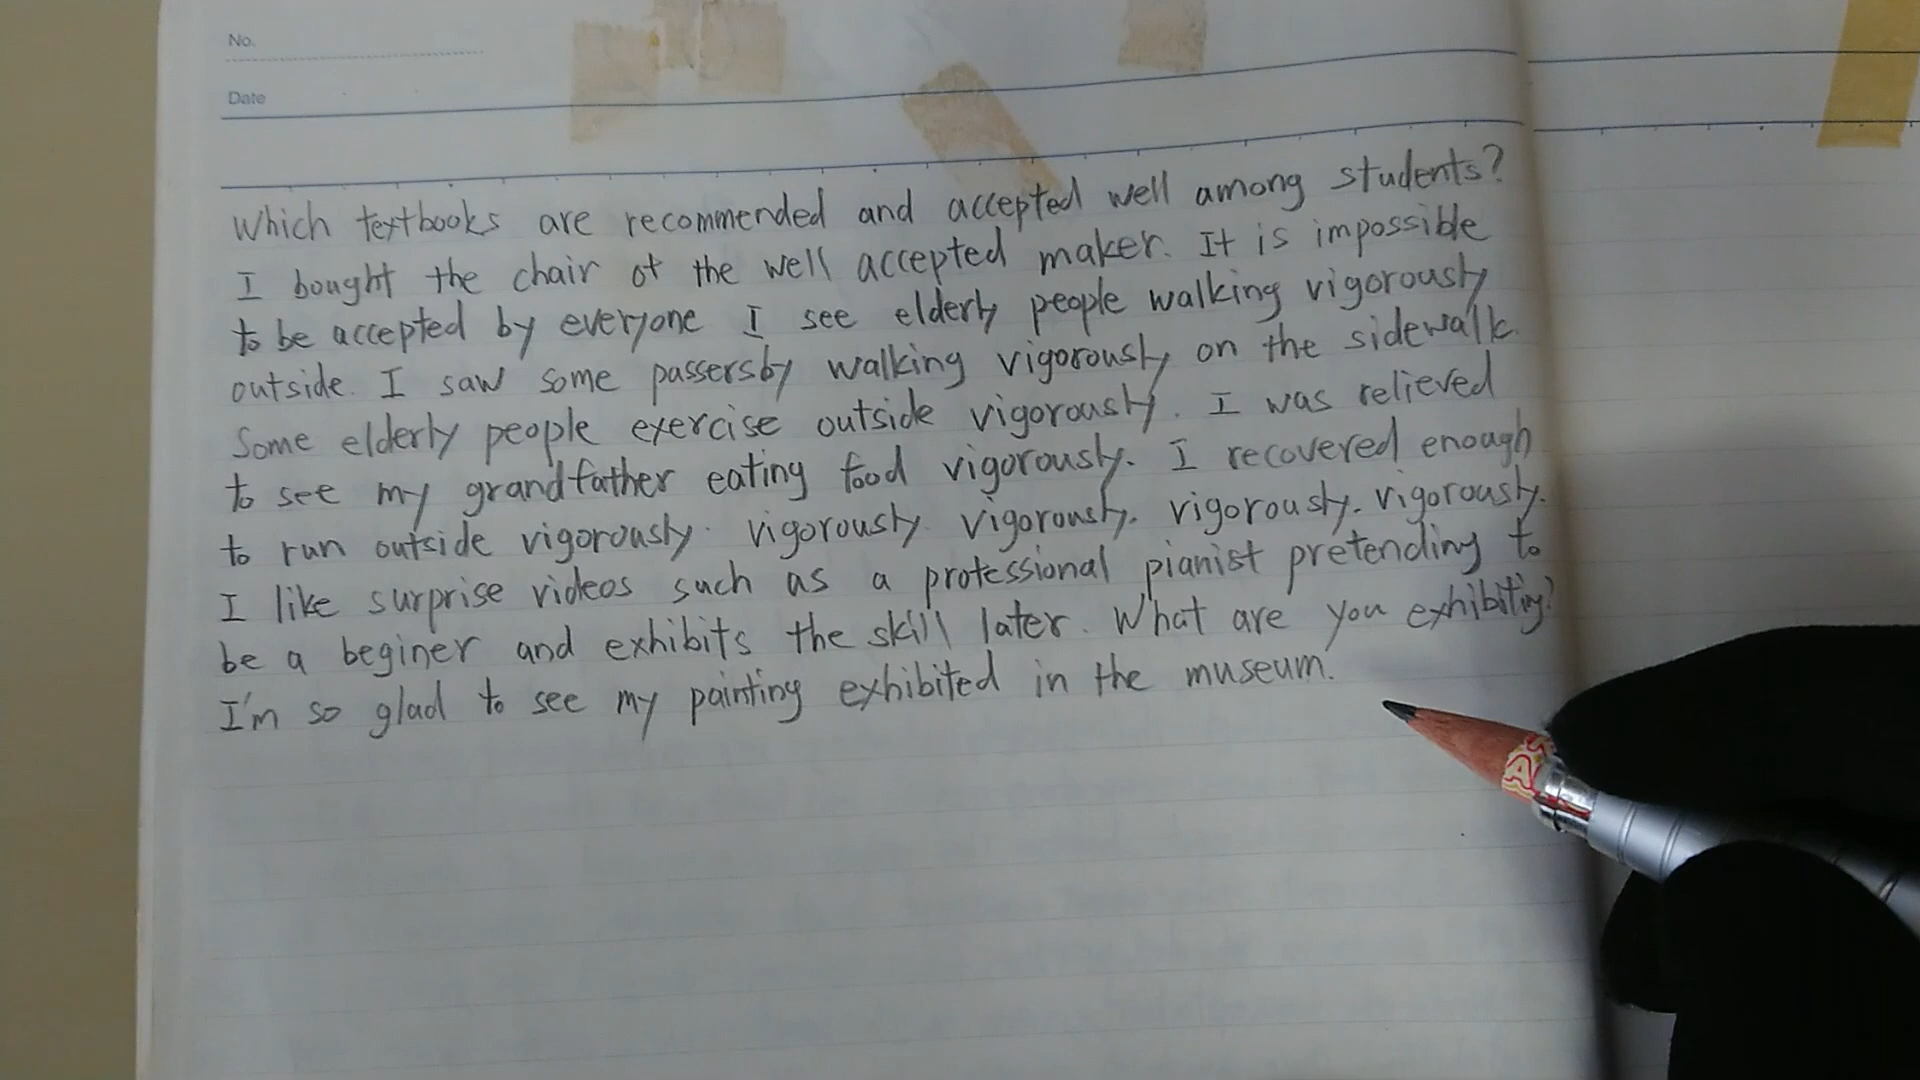 No.
Date
Which textbooks are recommended and accepted well among students?
I bought the chair of the well accepted maker. It is impossible
to be accepted by everyone I see elderly people walking vigorously
outside. I saw some passersby walking vigorously on the sidewalk.
Some elderly people exercise outside vigorously. I was relieved
to see my grandfather eating food vigorously. I recovered enough
to run outside vigorously. vigorously vigorously. vigorously. vigorously.
I like surprise videos such as a professional pianist pretending to
be a beginer and exhibits the skill later. What are you exhibiting?
I'm so glad to see my painting exhibited in the museum.